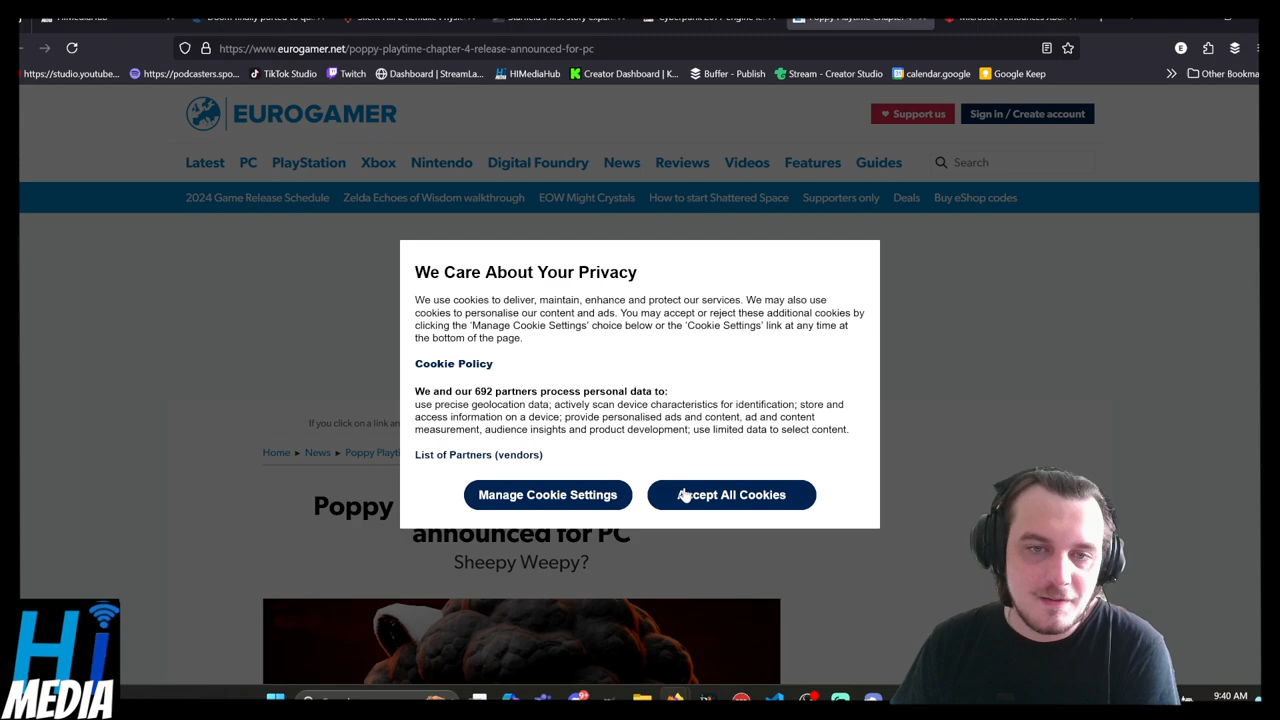 https://www.eurogamer.net/poppy-playtime-chapter-4-release-announced-for-pc
https://studio.youtube... https://podcasters.spo... TikTok Studio Twitch Dashboard | StreamLa... HIMediaHub Creator Dashboard | K... Buffer - Publish Stream - Creator Studio calendar.google Google Keep Other Bookma
EUROGAMER Support us Sign in / Create account
Latest PC PlayStation Xbox Nintendo Digital Foundry News Reviews Videos Features Guides Search
2024 Game Release Schedule Zelda Echoes of Wisdom walkthrough EOW Might Crystals How to start Shattered Space Supporters only Deals Buy eShop codes
We Care About Your Privacy
We use cookies to deliver, maintain, enhance and protect our services. We may also use
cookies to personalise our content and ads. You may accept or reject these additional cookies by
clicking the 'Manage Cookie Settings' choice below or the 'Cookie Settings' link at any time at
the bottom of the page.
Cookie Policy
We and our 692 partners process personal data to:
use precise geolocation data; actively scan device characteristics for identification; store and
access information on a device; provide personalised ads and content, ad and content
measurement, audience insights and product development; use limited data to select content.
If you click on a link an
Home News Poppy Playti
List of Partners (vendors)
Manage Cookie Settings Accept All Cookies
Poppy
announced for PC
Sheepy Weepy?
Hi
MEDIA
9:40 AM